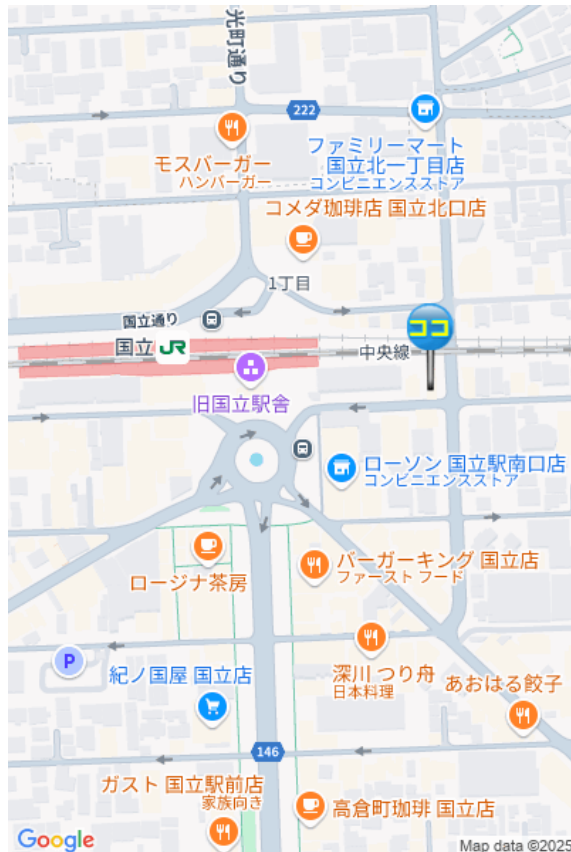 光町通り
222
モスバーガー
ハンバーガー
ファミリーマート
国立北一丁目店
コンビニエンスストア
コメダ珈琲店 国立北口店
1丁目
国立通り
国立 JR
ココ
中央線
旧国立駅舎
ローソン 国立駅南口店
コンビニエンスストア
ロージナ茶房
バーガーキング 国立店
ファースト フード
P
深川 つり舟
日本料理
あおはる餃子
紀ノ国屋 国立店
146
ガスト 国立駅前店
家族向き
高倉町珈琲 国立店
Google
Map data ©2025